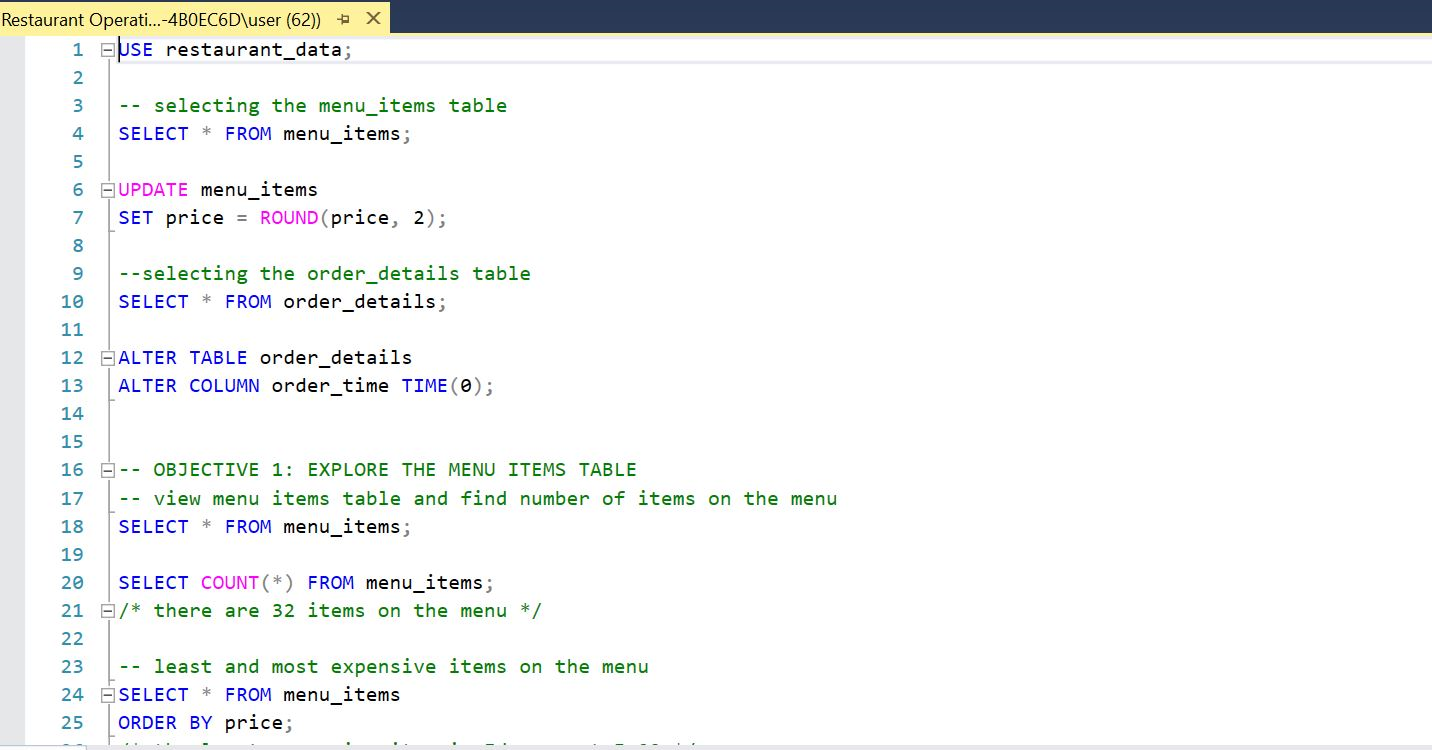 Restaurant Operati...-4B0EC6D\user (62))
1 USE restaurant_data;
2
3 -- selecting the menu_items table
4 SELECT * FROM menu_items;
5
6 UPDATE menu_items
7 SET price = ROUND(price, 2);
8
9 --selecting the order_details table
10 SELECT * FROM order_details;
11
12 ALTER TABLE order_details
13 ALTER COLUMN order_time TIME(0);
14
15
16 -- OBJECTIVE 1: EXPLORE THE MENU ITEMS TABLE
17 -- view menu items table and find number of items on the menu
18 SELECT * FROM menu_items;
19
20 SELECT COUNT(*) FROM menu_items;
21 /* there are 32 items on the menu */
22
23 -- least and most expensive items on the menu
24 SELECT * FROM menu_items
25 ORDER BY price;